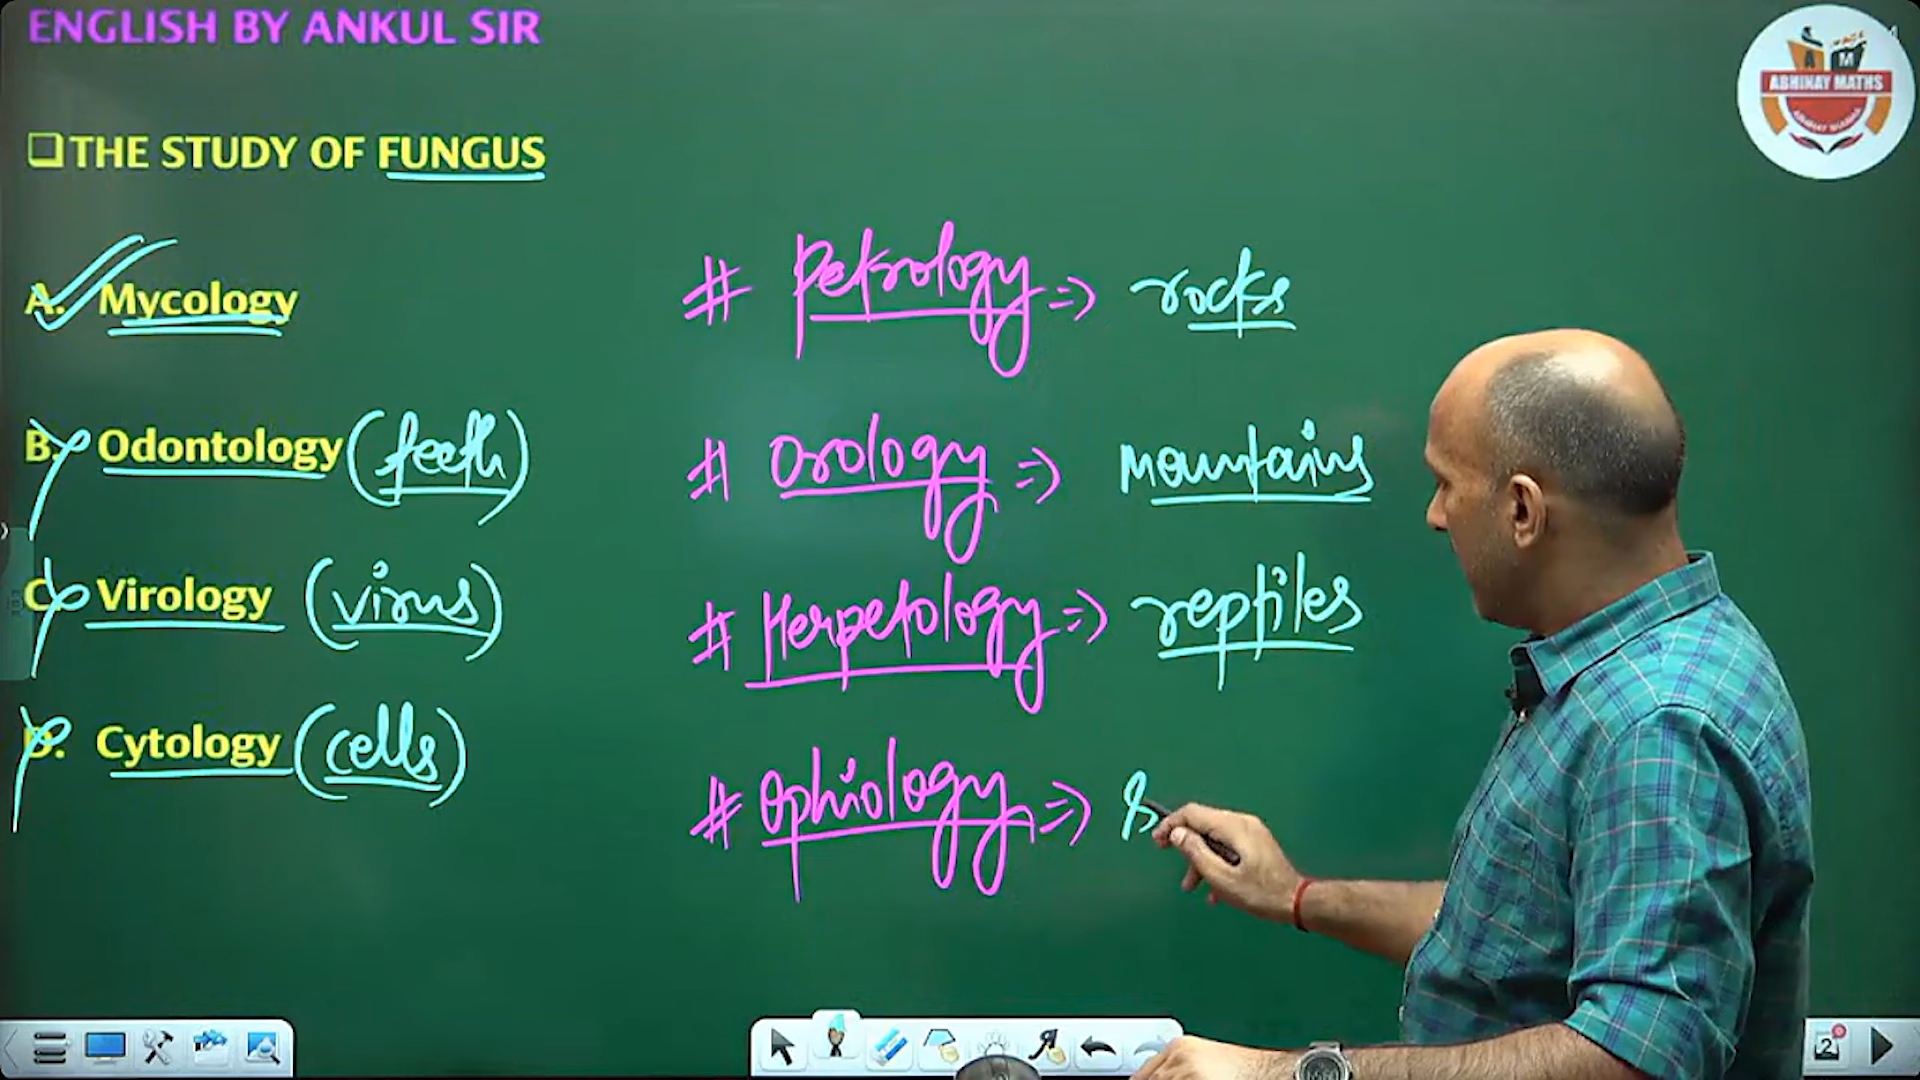 ENGLISH BY ANKUL SIR
ABHINAY MATHS
A M
THE STUDY OF FUNGUS
A. Mycology
B. Odontology (teeth)
C. Virology (virus)
D. Cytology (cells)
# Petrology => rocks
# Orology => Mountains
# Herpetology => reptiles
# Ophiology => s
2